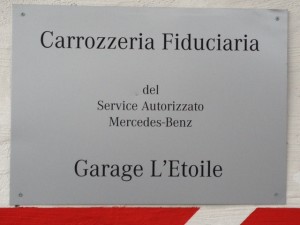 Carrozzeria Fiduciaria
del
Service Autorizzato
Mercedes-Benz
Garage L'Etoile